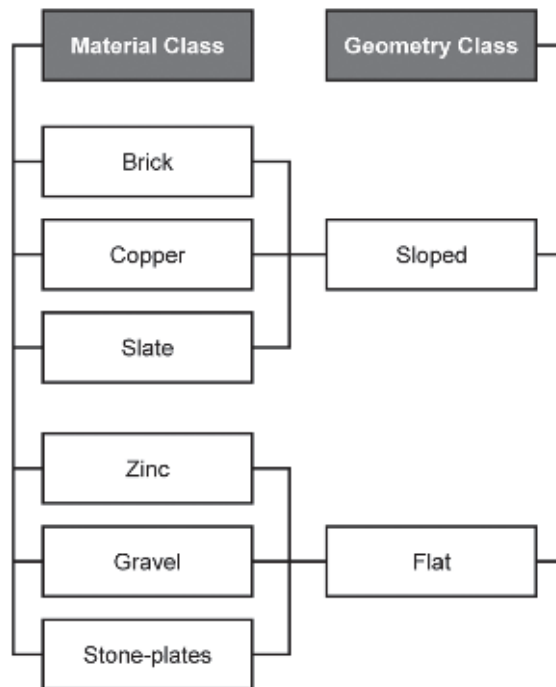 Material Class
Geometry Class
Brick
Copper
Sloped
Slate
Zinc
Gravel
Flat
Stone-plates